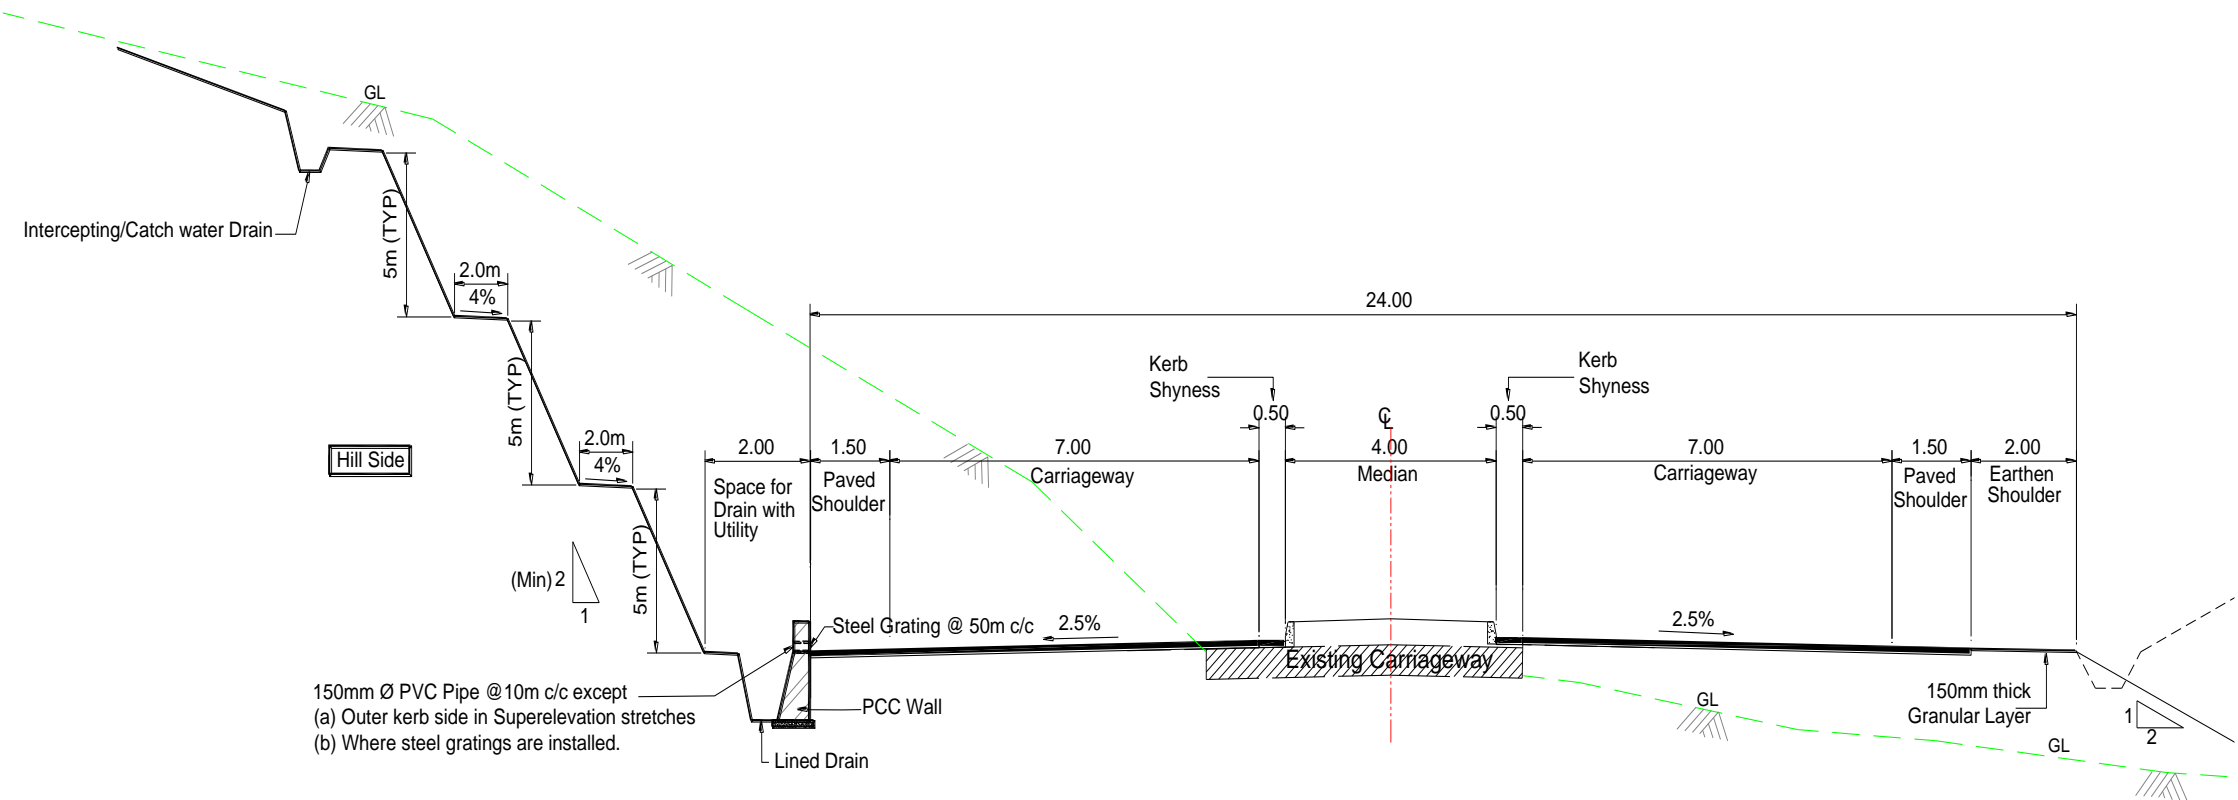 GL
Intercepting/Catch water Drain
5m (TYP)
2.0m
4%
24.00
5m (TYP)
Kerb
Shyness
Kerb
Shyness
0.50
℄
0.50
2.0m
4%
Hill Side
2.00
1.50
7.00
4.00
7.00
1.50
2.00
Space for
Drain with
Utility
Paved
Shoulder
Carriageway
Median
Carriageway
Paved
Shoulder
Earthen
Shoulder
5m (TYP)
(Min) 2
1
Steel Grating @ 50m c/c
2.5%
2.5%
Existing Carriageway
150mm Ø PVC Pipe @10m c/c except
(a) Outer kerb side in Superelevation stretches
(b) Where steel gratings are installed.
PCC Wall
Lined Drain
GL
150mm thick
Granular Layer
GL
1
2